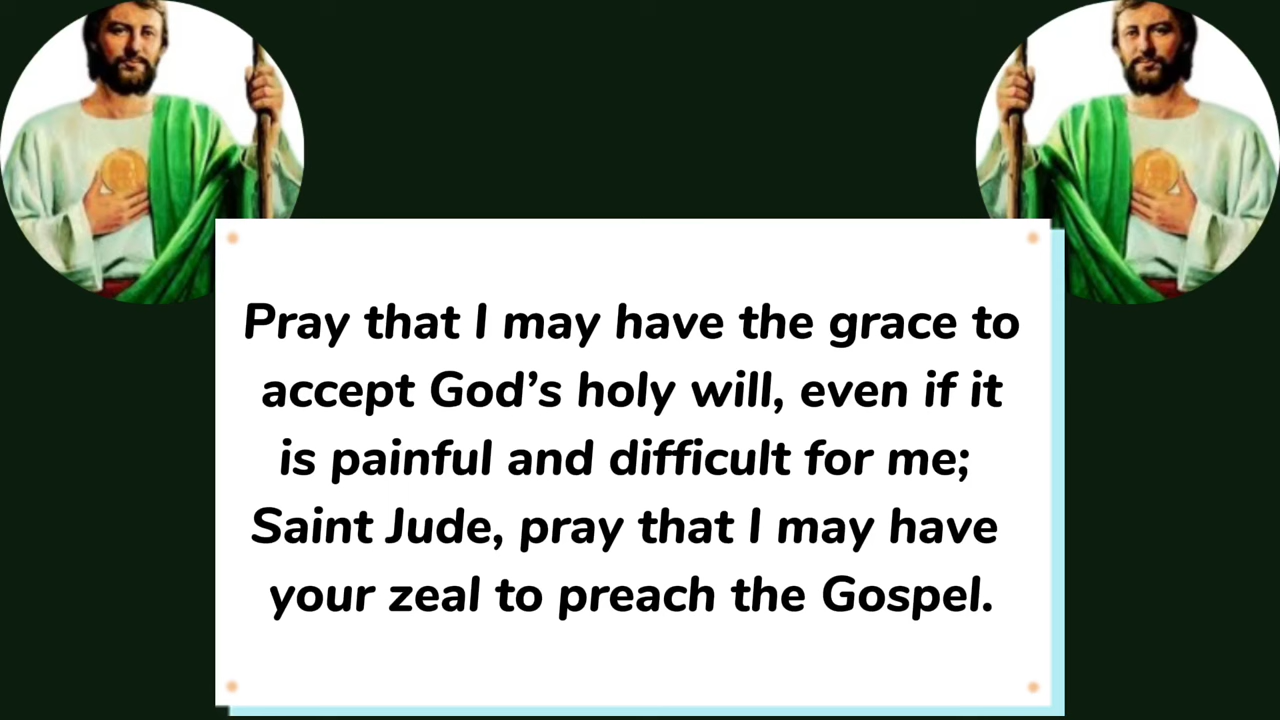 Pray that I may have the grace to
accept God’s holy will, even if it
is painful and difficult for me;
Saint Jude, pray that I may have
your zeal to preach the Gospel.